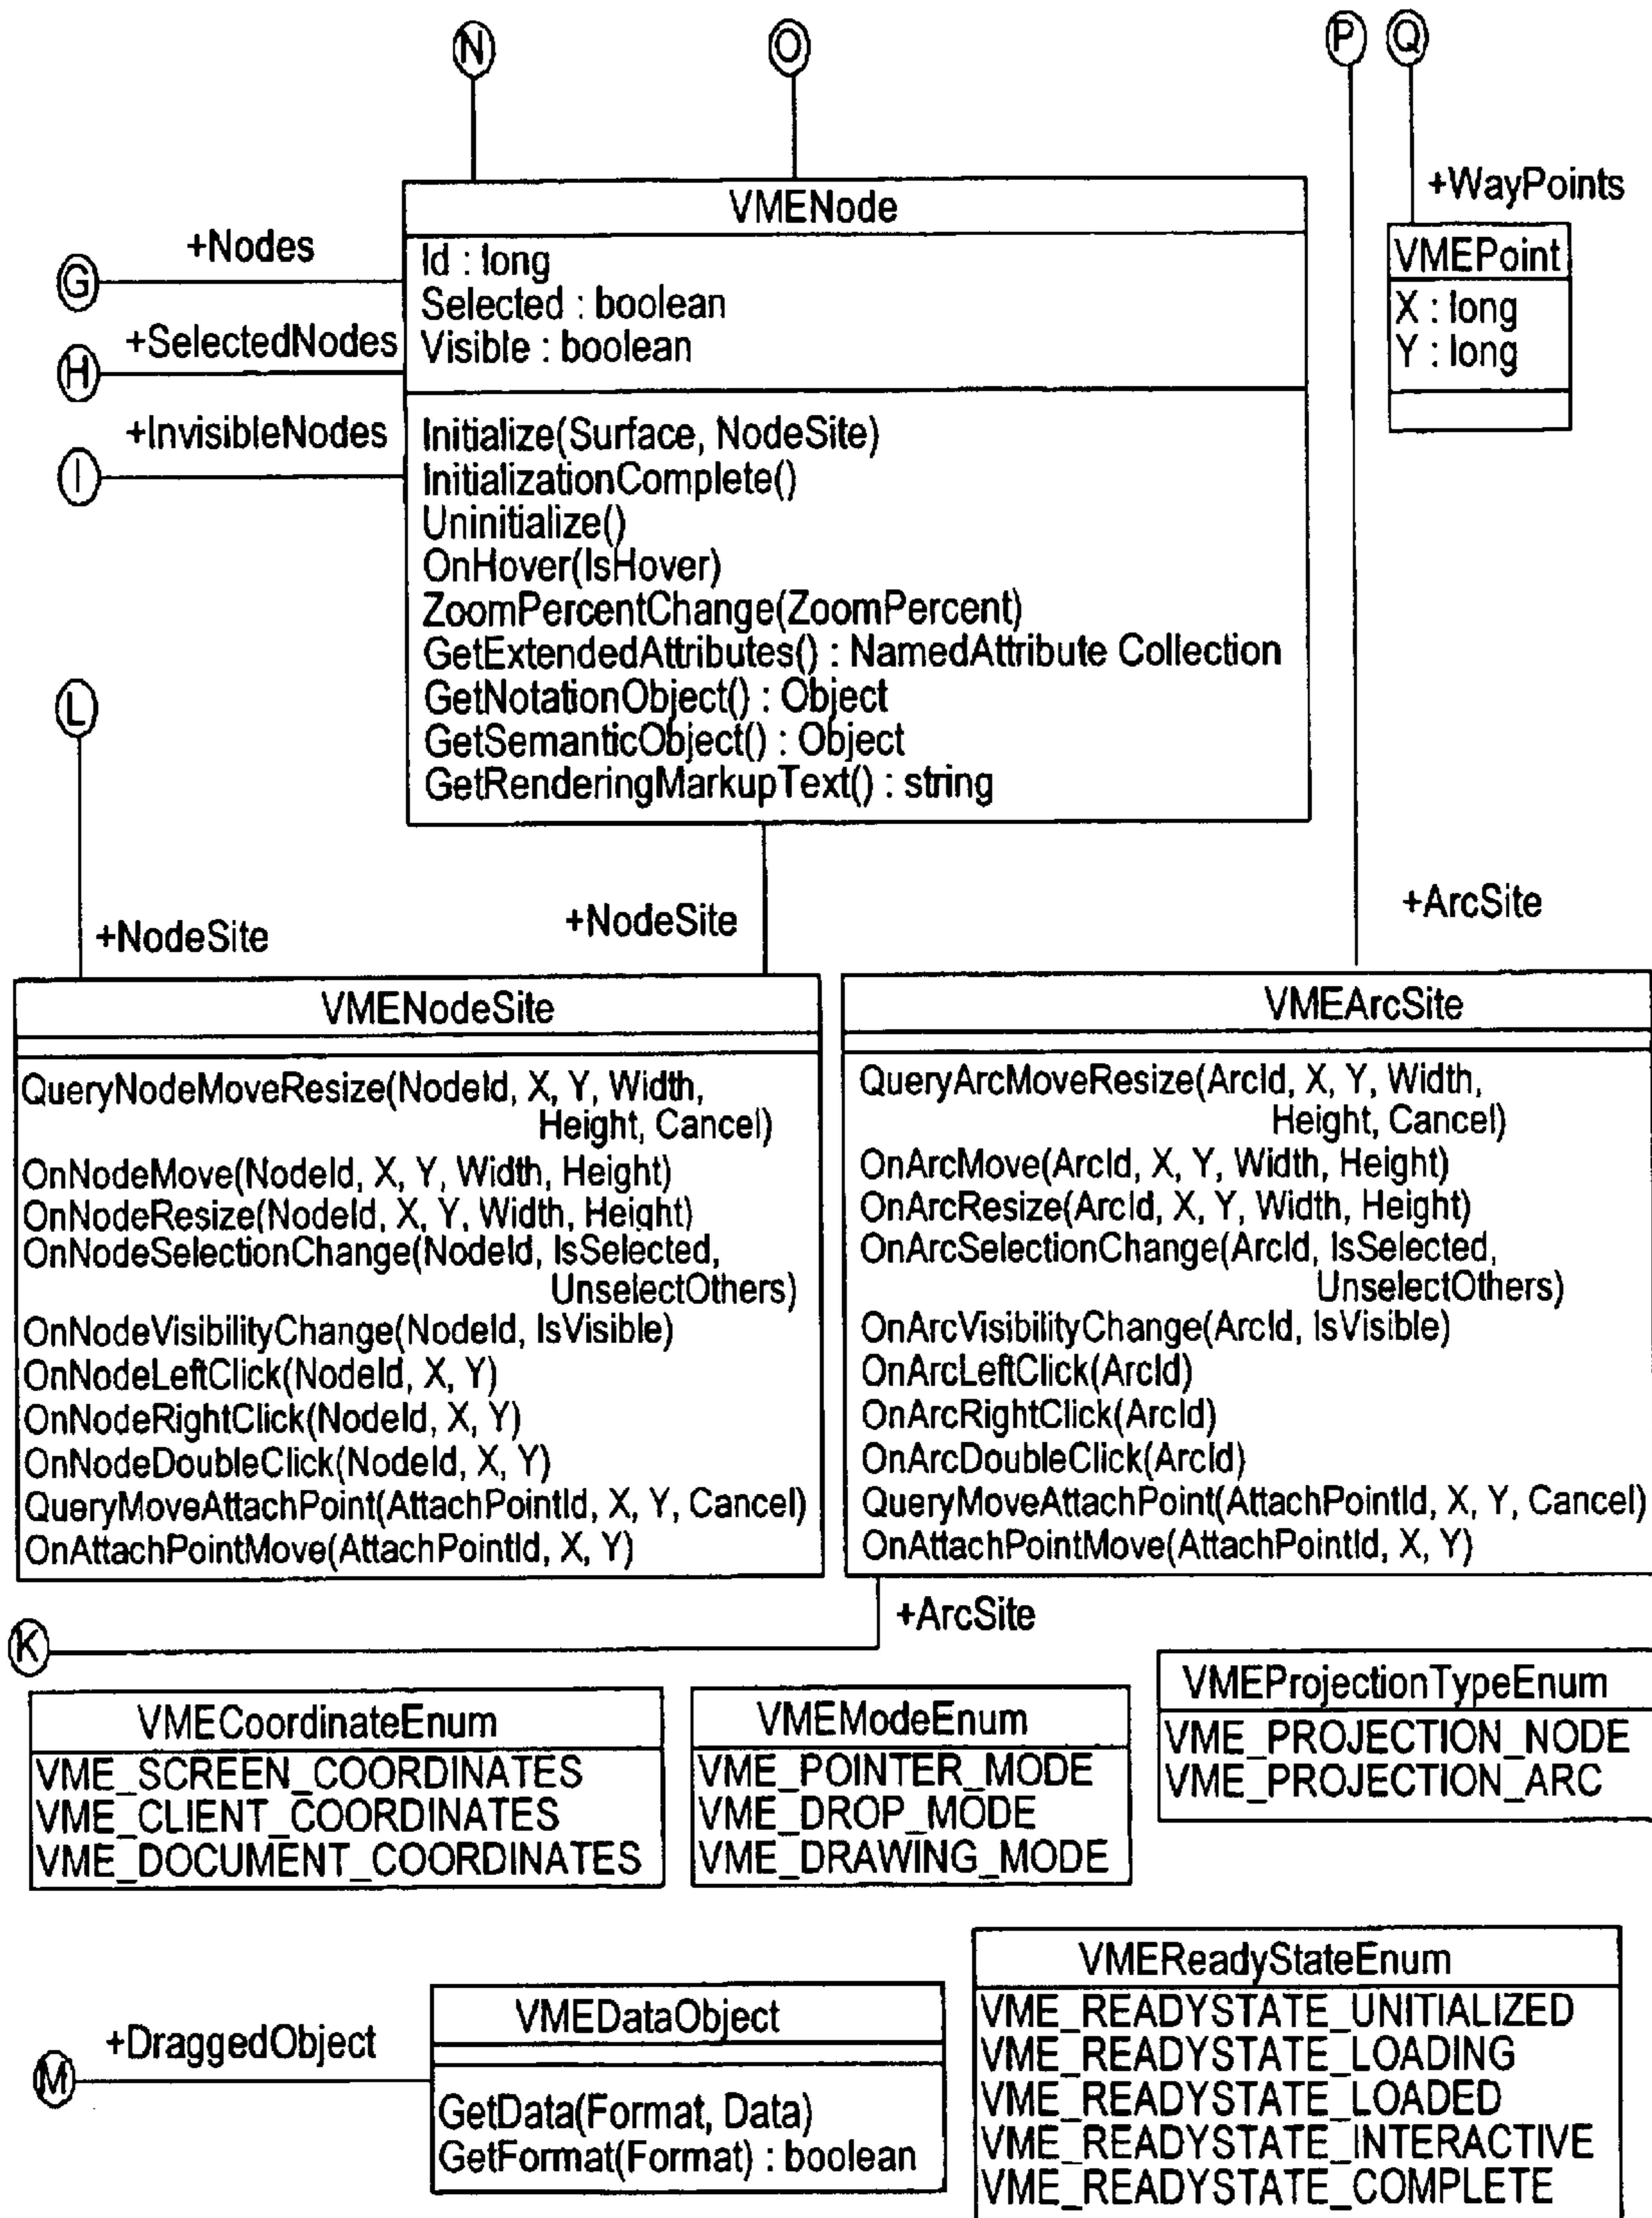 N
O
P
Q
+WayPoints
VMENode
Id : long
Selected : boolean
Visible : boolean
Initialize(Surface, NodeSite)
InitializationComplete()
Uninitialize()
OnHover(IsHover)
ZoomPercentChange(ZoomPercent)
GetExtendedAttributes() : NamedAttribute Collection
GetNotationObject() : Object
GetSemanticObject() : Object
GetRenderingMarkupText() : string
G
+Nodes
H
+SelectedNodes
I
+InvisibleNodes
VMEPoint
X : long
Y : long
L
+NodeSite
+NodeSite
+ArcSite
VMENodeSite
QueryNodeMoveResize(NodeId, X, Y, Width,
Height, Cancel)
OnNodeMove(NodeId, X, Y, Width, Height)
OnNodeResize(NodeId, X, Y, Width, Height)
OnNodeSelectionChange(NodeId, IsSelected,
UnselectOthers)
OnNodeVisibilityChange(NodeId, IsVisible)
OnNodeLeftClick(NodeId, X, Y)
OnNodeRightClick(NodeId, X, Y)
OnNodeDoubleClick(NodeId, X, Y)
QueryMoveAttachPoint(AttachPointId, X, Y, Cancel)
OnAttachPointMove(AttachPointId, X, Y)
VMEArcSite
QueryArcMoveResize(ArcId, X, Y, Width,
Height, Cancel)
OnArcMove(ArcId, X, Y, Width, Height)
OnArcResize(ArcId, X, Y, Width, Height)
OnArcSelectionChange(ArcId, IsSelected,
UnselectOthers)
OnArcVisibilityChange(ArcId, IsVisible)
OnArcLeftClick(ArcId)
OnArcRightClick(ArcId)
OnArcDoubleClick(ArcId)
QueryMoveAttachPoint(AttachPointId, X, Y, Cancel)
OnAttachPointMove(AttachPointId, X, Y)
K
+ArcSite
VMECoordinateEnum
VME_SCREEN_COORDINATES
VME_CLIENT_COORDINATES
VME_DOCUMENT_COORDINATES
VMEModeEnum
VME_POINTER_MODE
VME_DROP_MODE
VME_DRAWING_MODE
VMEProjectionTypeEnum
VME_PROJECTION_NODE
VME_PROJECTION_ARC
M
+DraggedObject
VMEDataObject
GetData(Format, Data)
GetFormat(Format) : boolean
VMEReadyStateEnum
VME_READYSTATE_UNITIALIZED
VME_READYSTATE_LOADING
VME_READYSTATE_LOADED
VME_READYSTATE_INTERACTIVE
VME_READYSTATE_COMPLETE